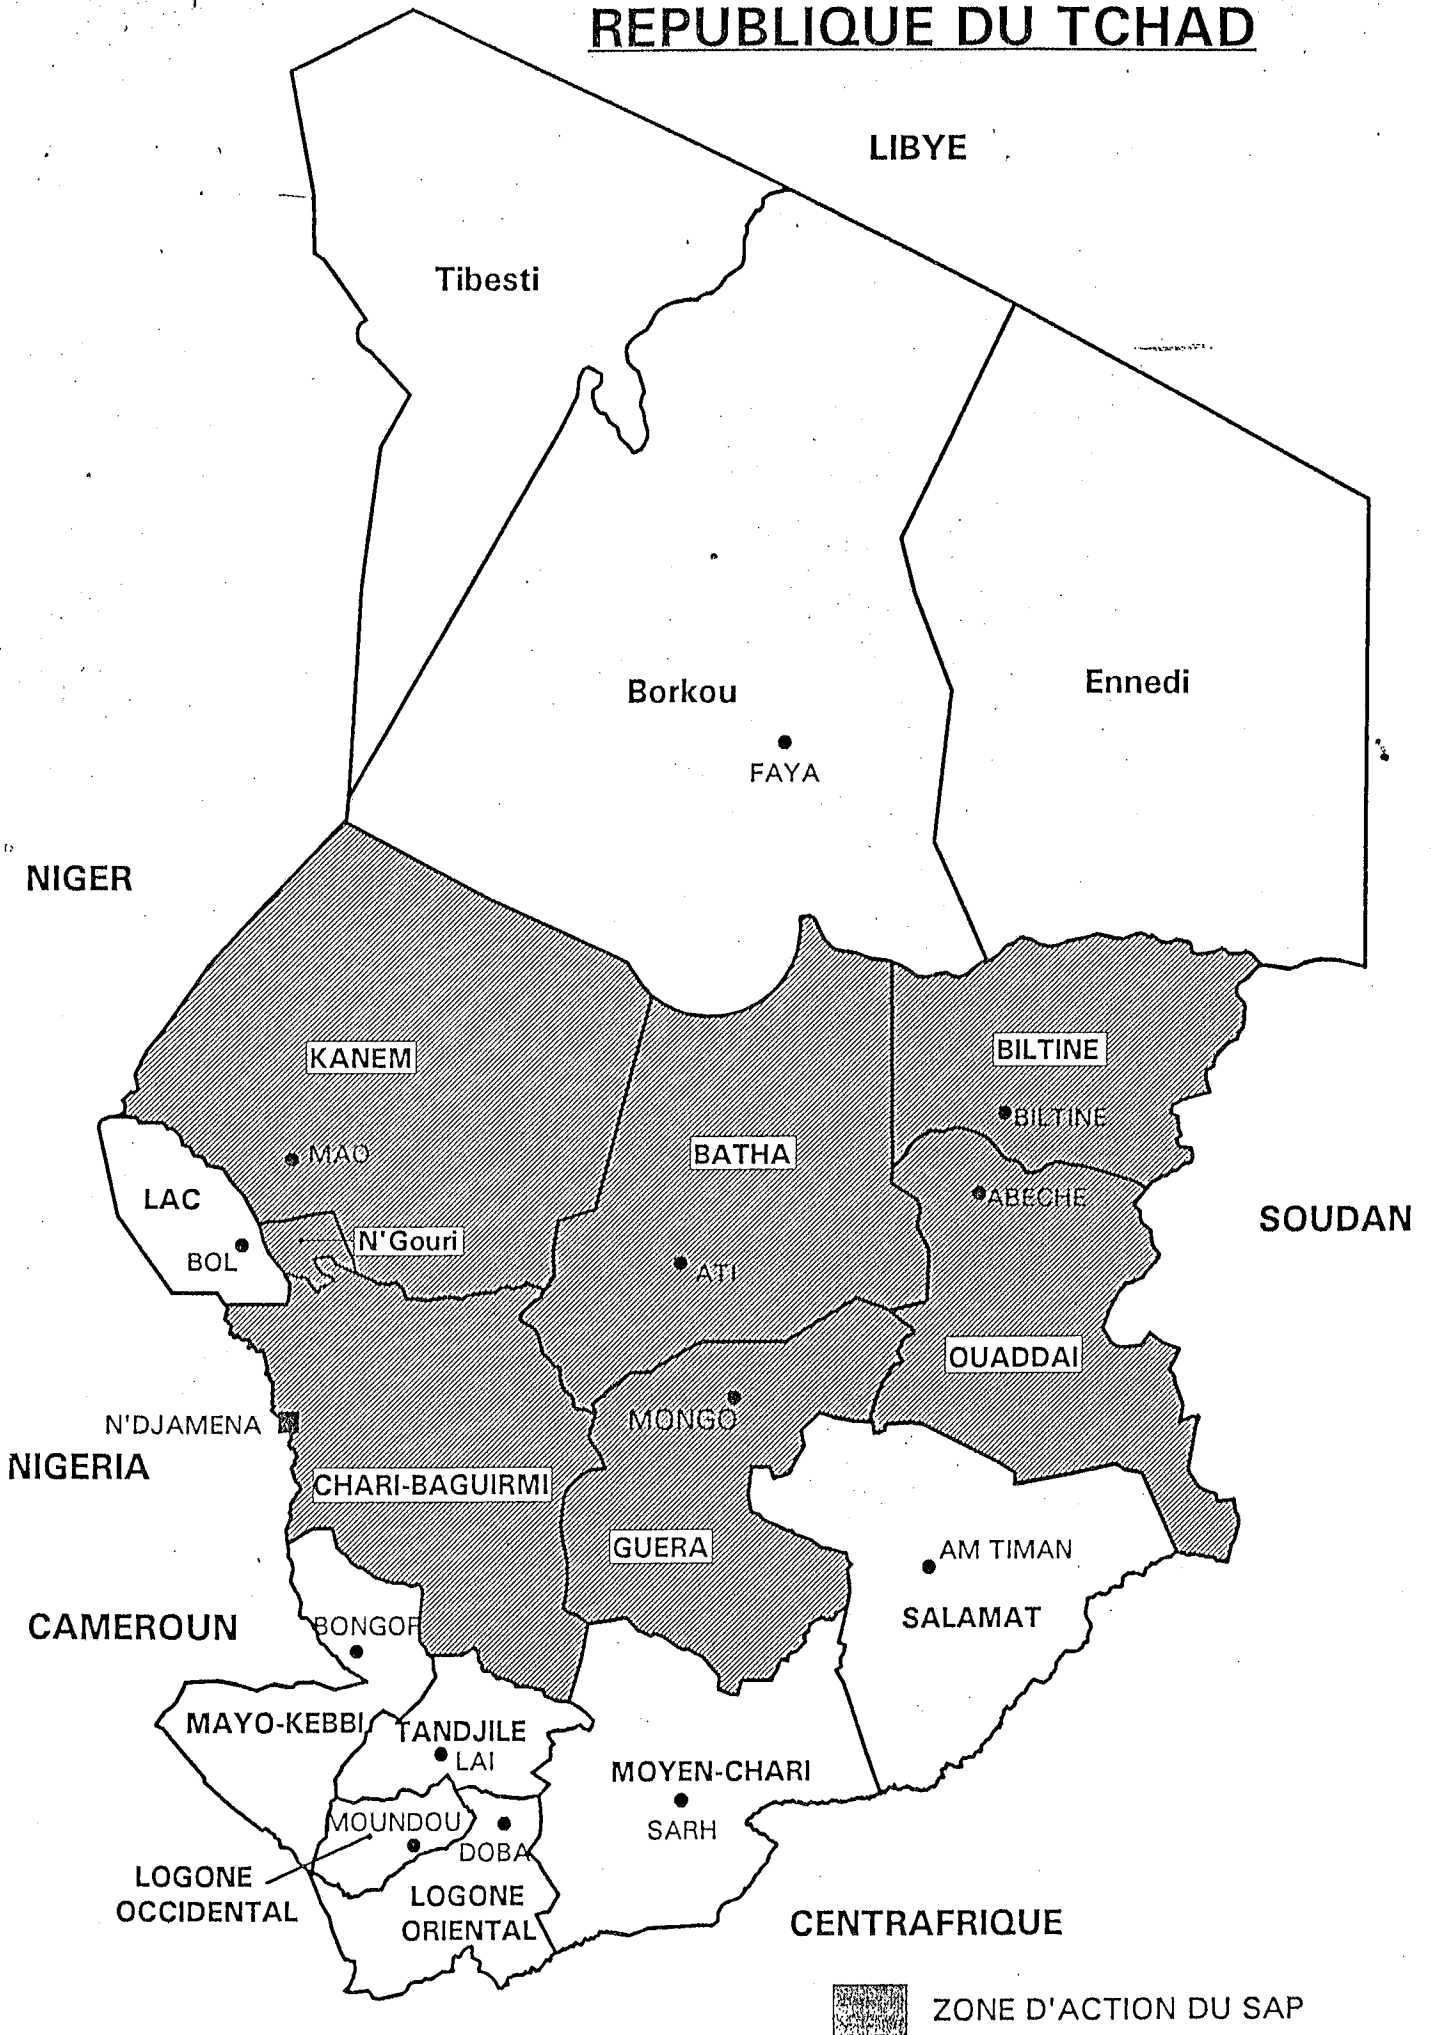 REPUBLIQUE DU TCHAD
LIBYE
Tibesti
Borkou
Ennedi
FAYA
NIGER
KANEM
BILTINE
BILTINE
MAO
BATHA
LAC
ABECHE
SOUDAN
N'Gouri
BOL
ATI
OUADDAI
MONGO
N'DJAMENA
NIGERIA
CHARI-BAGUIRMI
GUERA
AM TIMAN
CAMEROUN
BONGOR
SALAMAT
MAYO-KEBBI
TANDJILE
LAI
MOYEN-CHARI
MOUNDOU
SARH
DOBA
LOGONE
OCCIDENTAL
LOGONE
ORIENTAL
CENTRAFRIQUE
ZONE D'ACTION DU SAP